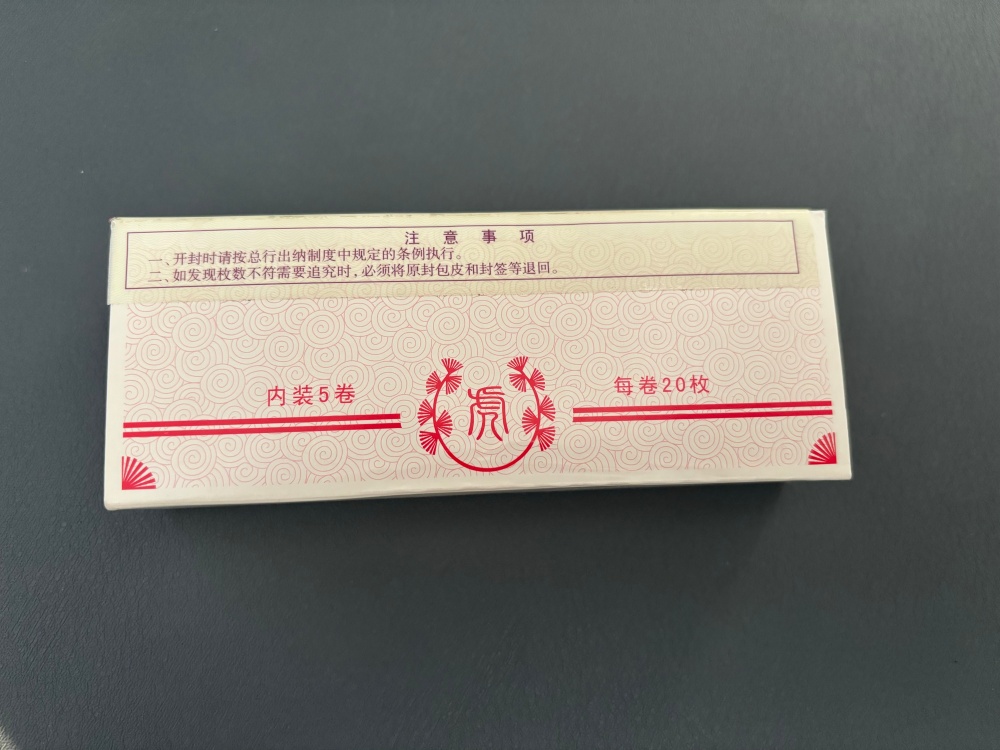 注意事项
一、开封时请按总行出纳制度中规定的条例执行。
二、如发现枚数不符需要追究时,必须将原封包皮和封签等退回。
内装5卷
每卷20枚
虎